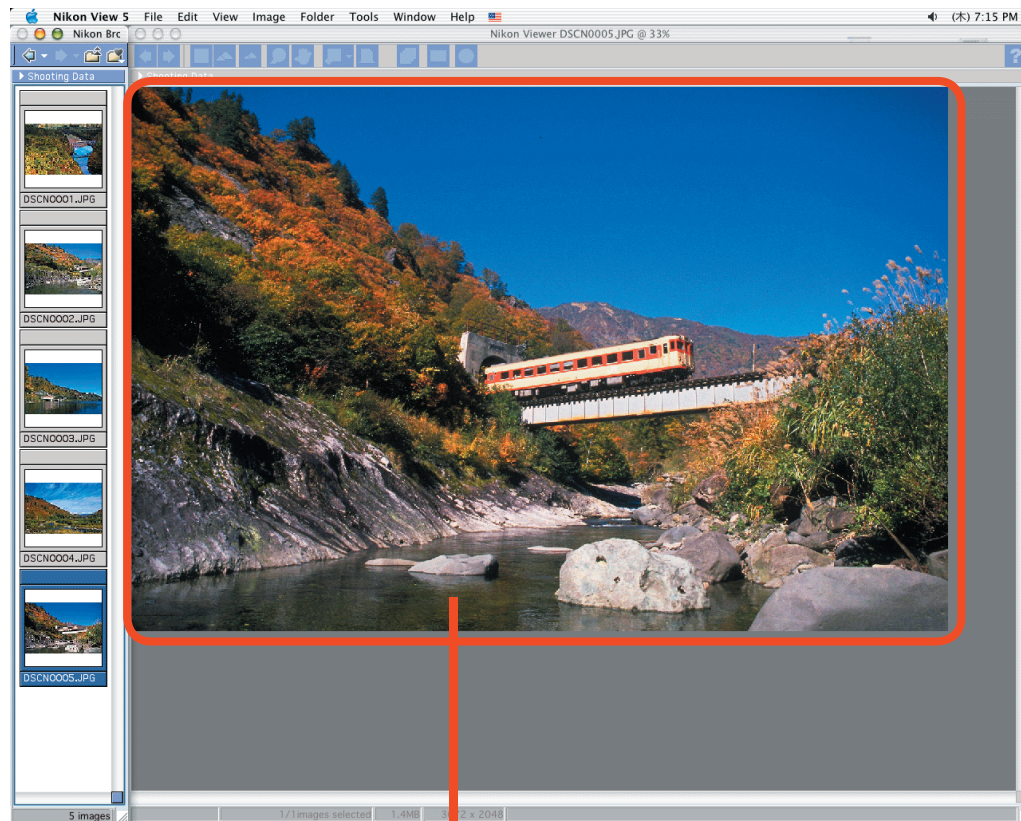 Nikon View 5 File Edit View Image Folder Tools Window Help (木) 7:15 PM
Nikon Brc
Nikon Viewer DSCN0005.JPG @ 33%
?
Shooting Data
Shooting Data
DSCN0001.JPG
DSCN0002.JPG
DSCN0003.JPG
DSCN0004.JPG
DSCN0005.JPG
5 images
1/1images selected 1.4MB x 2048